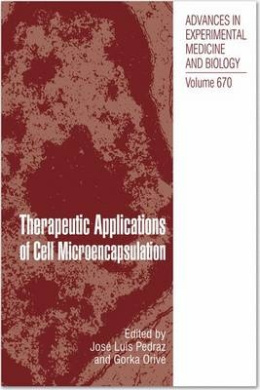 ADVANCES IN
EXPERIMENTAL
MEDICINE
AND BIOLOGY
Volume 670
Therapeutic Applications
of Cell Microencapsulation
Edited by
José Luis Pedraz
and Gorka Orive